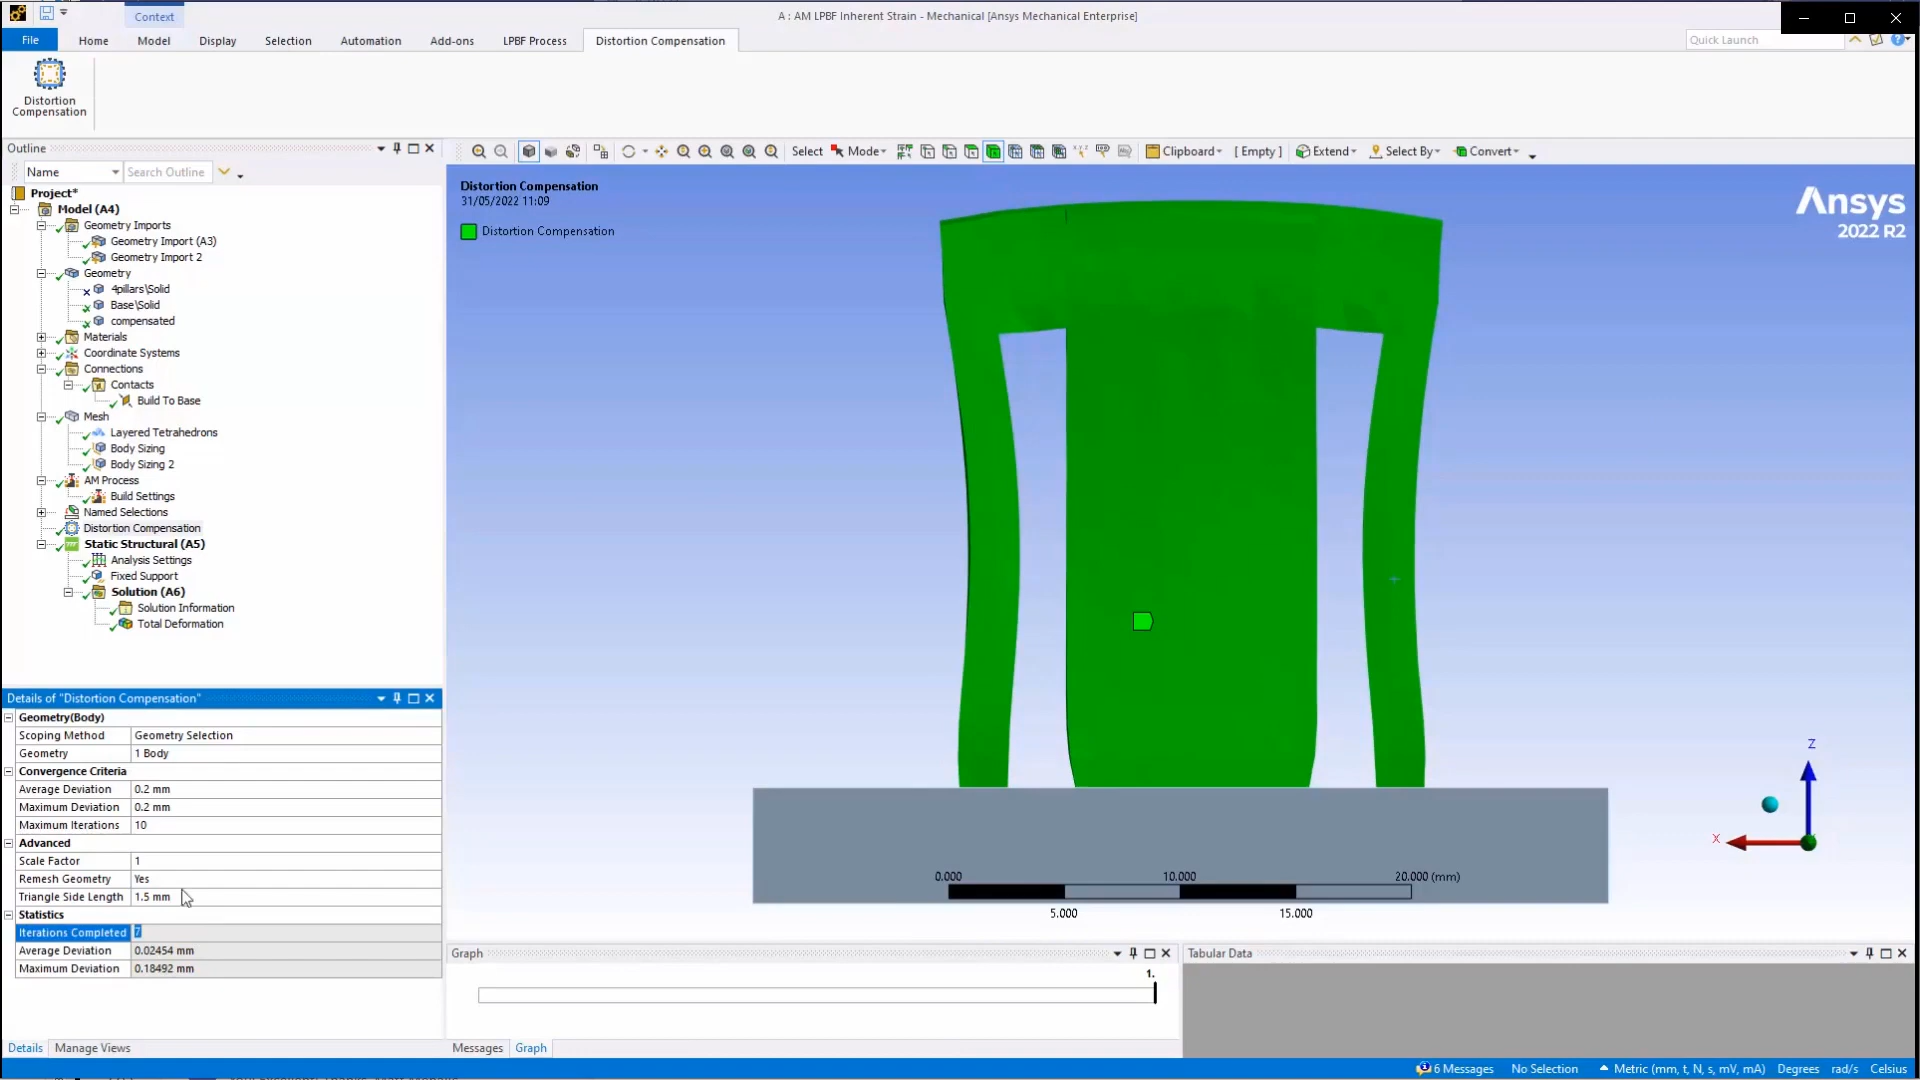 Context
A : AM LPBF Inherent Strain - Mechanical [Ansys Mechanical Enterprise]
File
Home
Model
Display
Selection
Automation
Add-ons
LPBF Process
Distortion Compensation
Quick Launch
Distortion
Compensation
Outline
Name
Search Outline
Select
Mode
Clipboard
[ Empty ]
Extend
Select By
Convert
Project*
Model (A4)
Geometry Imports
Geometry Import (A3)
Geometry Import 2
Geometry
4pillars\Solid
Base\Solid
compensated
Materials
Coordinate Systems
Connections
Contacts
Build To Base
Mesh
Layered Tetrahedrons
Body Sizing
Body Sizing 2
AM Process
Build Settings
Named Selections
Distortion Compensation
Static Structural (A5)
Analysis Settings
Fixed Support
Solution (A6)
Solution Information
Total Deformation
Distortion Compensation
31/05/2022 11:09
Distortion Compensation
Ansys
2022 R2
Z
X
0.000
10.000
20.000 (mm)
5.000
15.000
Details of "Distortion Compensation"
Geometry(Body)
Scoping Method Geometry Selection
Geometry 1 Body
Convergence Criteria
Average Deviation 0.2 mm
Maximum Deviation 0.2 mm
Maximum Iterations 10
Advanced
Scale Factor 1
Remesh Geometry Yes
Triangle Side Length 1.5 mm
Statistics
Iterations Completed 7
Average Deviation 0.02454 mm
Maximum Deviation 0.18492 mm
Details
Manage Views
Graph
1.
Messages
Graph
Tabular Data
6 Messages
No Selection
Metric (mm, t, N, s, mV, mA)
Degrees
rad/s
Celsius